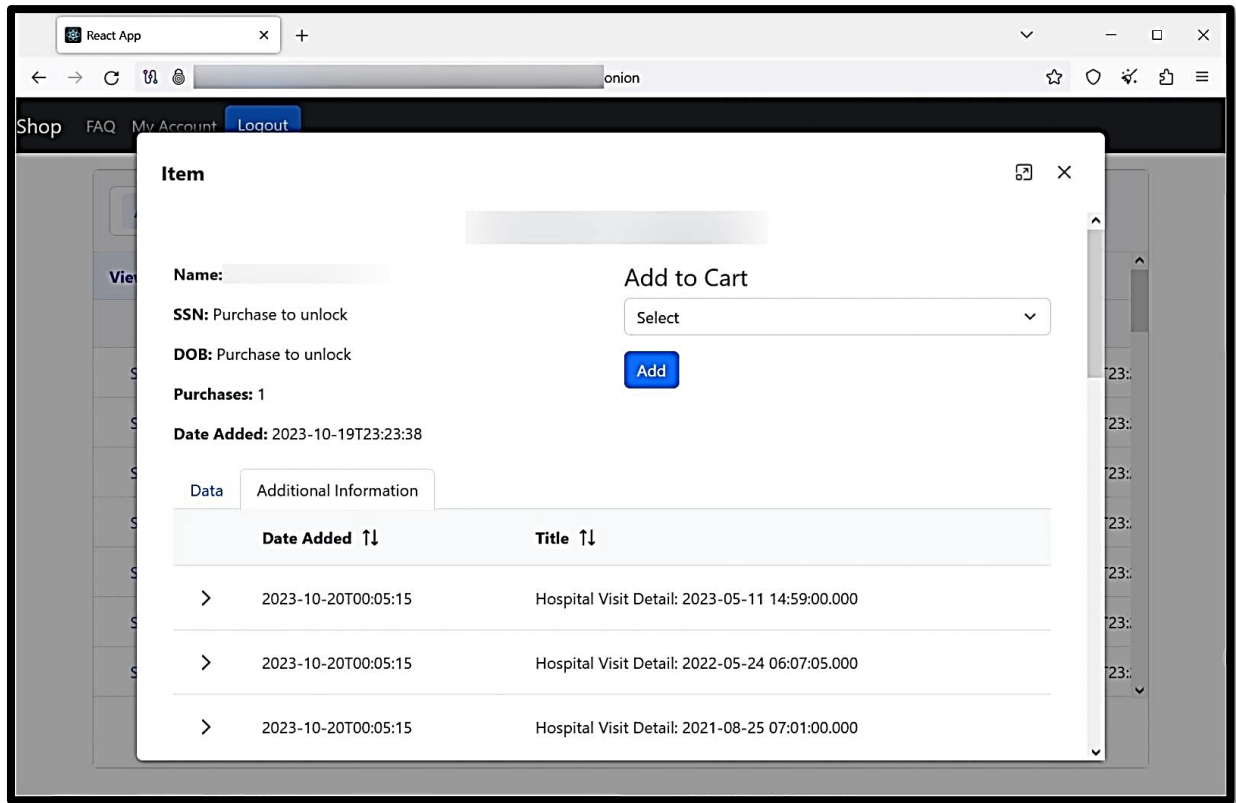 React App
onion
Shop FAQ My Account Logout
Item
View
Name:
Add to Cart
SSN: Purchase to unlock
Select
DOB: Purchase to unlock
Add
Purchases: 1
Date Added: 2023-10-19T23:23:38
Data Additional Information
Date Added Title
2023-10-20T00:05:15 Hospital Visit Detail: 2023-05-11 14:59:00.000
2023-10-20T00:05:15 Hospital Visit Detail: 2022-05-24 06:07:05.000
2023-10-20T00:05:15 Hospital Visit Detail: 2021-08-25 07:01:00.000